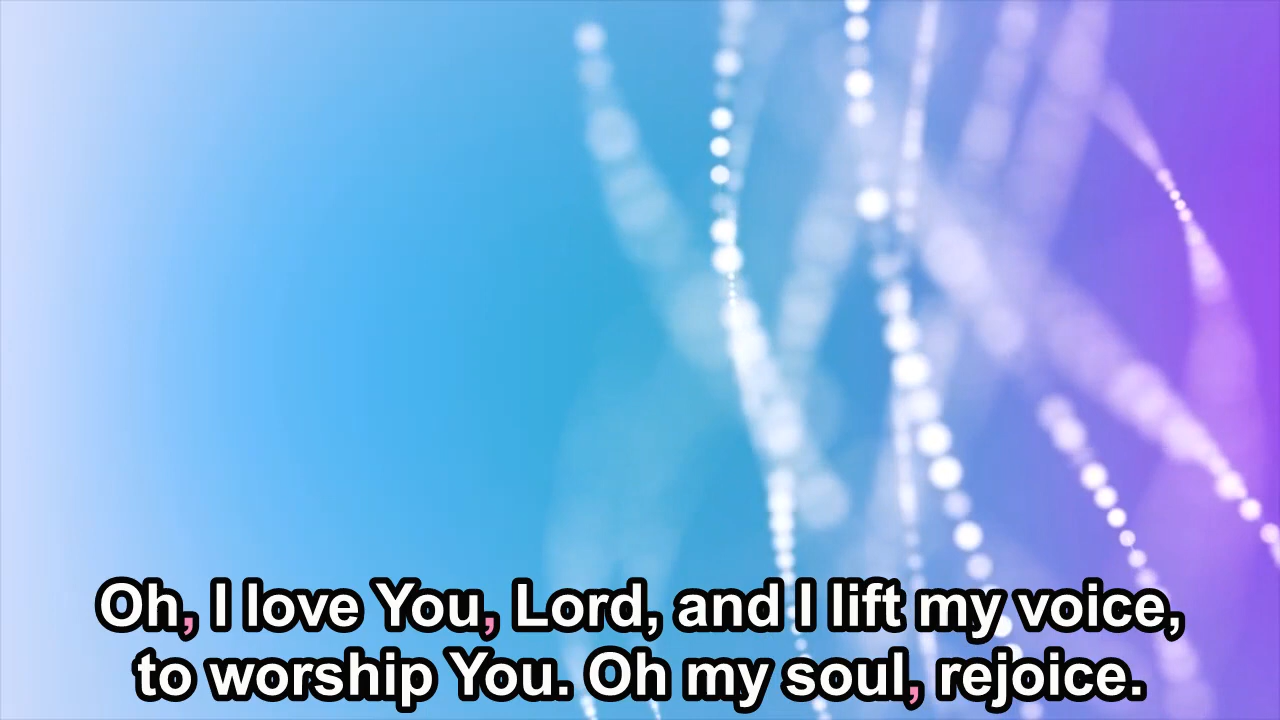 Oh, I love You, Lord, and I lift my voice,
to worship You. Oh my soul, rejoice.